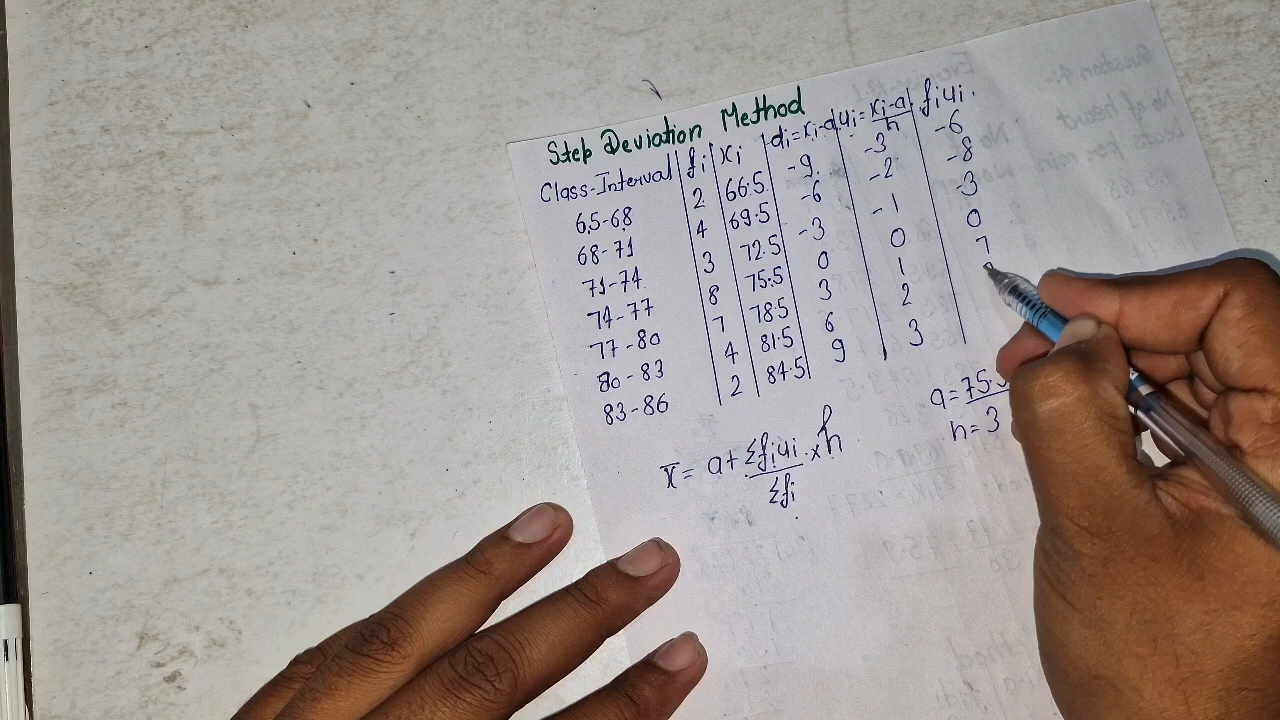 Step Deviation Method
Class-Interval fi xi di=xi-a ui=xi-a/h fiui
65-68 2 66.5 -9 -3 -6
68-71 4 69.5 -6 -2 -8
71-74 3 72.5 -3 -1 -3
74-77 8 75.5 0 0 0
77-80 7 78.5 3 1 7
80-83 4 81.5 6 2
83-86 2 84.5 9 3
a=75.5
h=3
x̄= a+ Σfiui/Σfi ×h